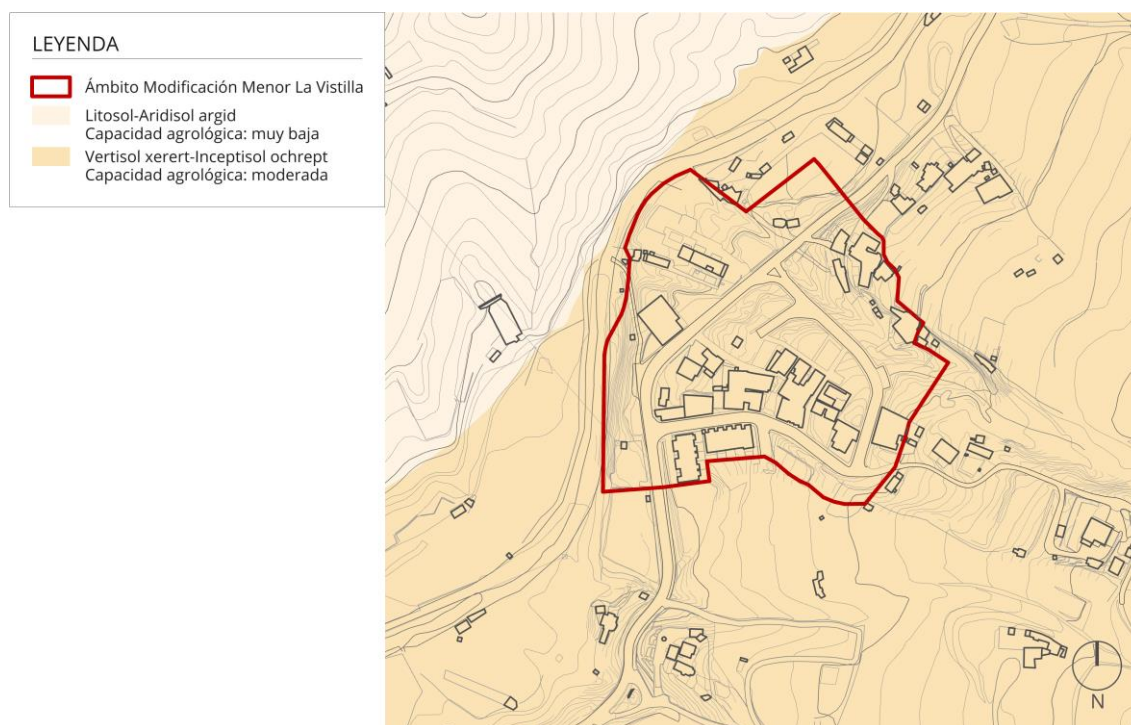 LEYENDA
Ámbito Modificación Menor La Vistilla
Litosol-Aridisol argid
Capacidad agrológica: muy baja
Vertisol xerert-Inceptisol ochrept
Capacidad agrológica: moderada
N